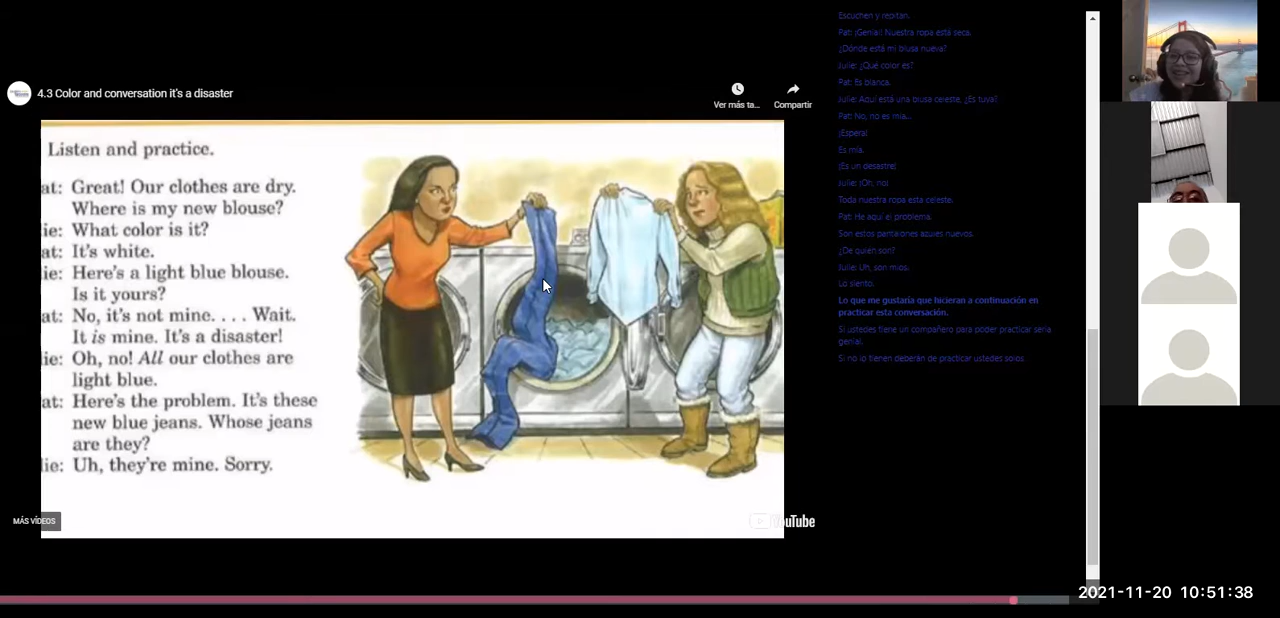 4.3 Color and conversation it's a disaster
Ver más ta...
Compartir
Listen and practice.
at: Great! Our clothes are dry.
Where is my new blouse?
ie: What color is it?
at: It's white.
ie: Here's a light blue blouse.
Is it yours?
at: No, it's not mine. . . . Wait.
It is mine. It's a disaster!
lie: Oh, no! All our clothes are
light blue.
at: Here's the problem. It's these
new blue jeans. Whose jeans
are they?
lie: Uh, they're mine. Sorry.
MÁS VÍDEOS
YouTube
Escuchen y repitan.
Pat: ¡Genial! Nuestra ropa está seca.
¿Dónde está mi blusa nueva?
Julie: ¿Qué color es?
Pat: Es blanca.
Julie: Aquí está una blusa celeste. ¿Es tuya?
Pat: No, no es mía...
¡Espera!
Es mía.
¡Es un desastre!
Julie: ¡Oh, no!
Toda nuestra ropa esta celeste.
Pat: He aquí el problema.
Son estos pantalones azules nuevos.
¿De quién son?
Julie: Uh, son míos.
Lo siento.
Lo que me gustaría que hicieran a continuación en
practicar esta conversación.
Si ustedes tiene un compañero para poder practicar sería
genial.
Si no lo tienen deberán de practicar ustedes solos.
2021-11-20 10:51:38